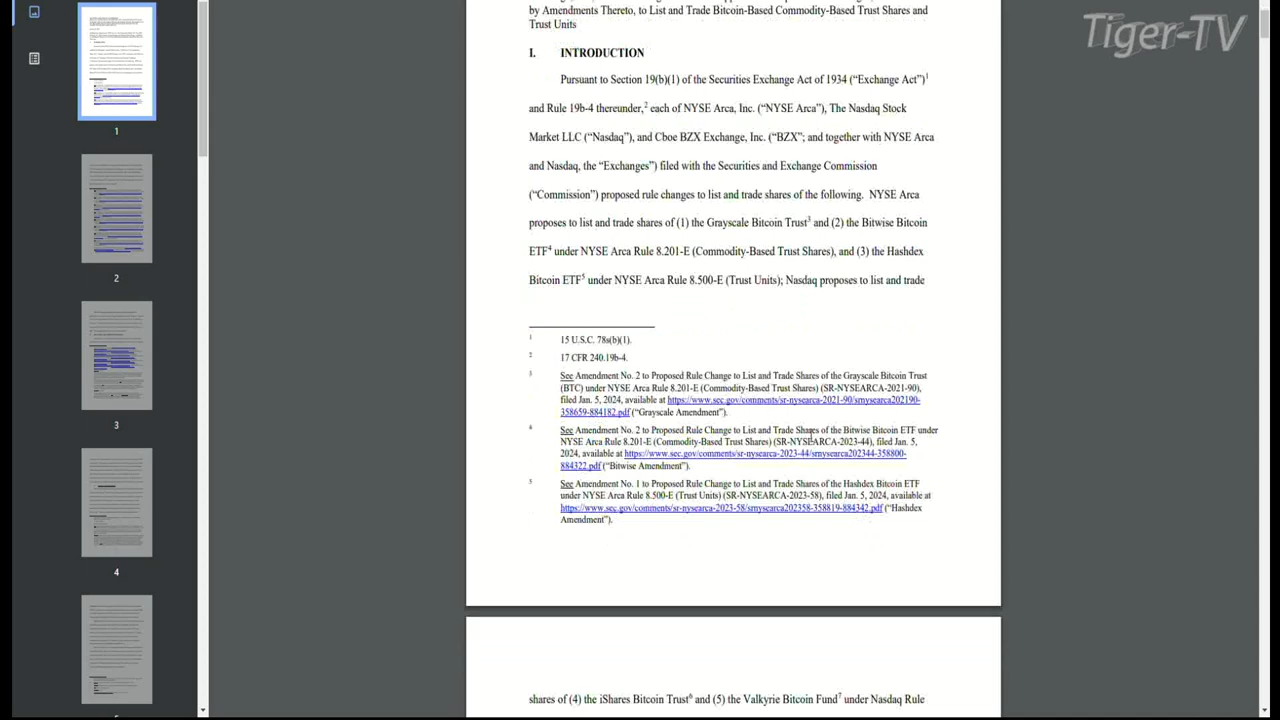 Tiger-TV
by Amendments Thereto, to List and Trade Bitcoin-Based Commodity-Based Trust Shares and
Trust Units
I. INTRODUCTION
Pursuant to Section 19(b)(1) of the Securities Exchange Act of 1934 (“Exchange Act”)1
and Rule 19b-4 thereunder,2 each of NYSE Arca, Inc. (“NYSE Arca”), The Nasdaq Stock
Market LLC (“Nasdaq”), and Cboe BZX Exchange, Inc. (“BZX”; and together with NYSE Arca
and Nasdaq, the “Exchanges”) filed with the Securities and Exchange Commission
(“Commission”) proposed rule changes to list and trade shares of the following. NYSE Arca
proposes to list and trade shares of (1) the Grayscale Bitcoin Trust3 and (2) the Bitwise Bitcoin
ETF4 under NYSE Arca Rule 8.201-E (Commodity-Based Trust Shares), and (3) the Hashdex
Bitcoin ETF5 under NYSE Arca Rule 8.500-E (Trust Units); Nasdaq proposes to list and trade
1 15 U.S.C. 78s(b)(1).
2 17 CFR 240.19b-4.
3 See Amendment No. 2 to Proposed Rule Change to List and Trade Shares of the Grayscale Bitcoin Trust
(BTC) under NYSE Arca Rule 8.201-E (Commodity-Based Trust Shares) (SR-NYSEARCA-2021-90),
filed Jan. 5, 2024, available at https://www.sec.gov/comments/sr-nysearca-2021-90/srnysearca202190-
358659-884182.pdf (“Grayscale Amendment”).
4 See Amendment No. 2 to Proposed Rule Change to List and Trade Shares of the Bitwise Bitcoin ETF under
NYSE Arca Rule 8.201-E (Commodity-Based Trust Shares) (SR-NYSEARCA-2023-44), filed Jan. 5,
2024, available at https://www.sec.gov/comments/sr-nysearca-2023-44/srnysearca202344-358800-
884322.pdf (“Bitwise Amendment”).
5 See Amendment No. 1 to Proposed Rule Change to List and Trade Shares of the Hashdex Bitcoin ETF
under NYSE Arca Rule 8.500-E (Trust Units) (SR-NYSEARCA-2023-58), filed Jan. 5, 2024, available at
https://www.sec.gov/comments/sr-nysearca-2023-58/srnysearca202358-358819-884342.pdf (“Hashdex
Amendment”).
shares of (4) the iShares Bitcoin Trust6 and (5) the Valkyrie Bitcoin Fund7 under Nasdaq Rule
1
2
3
4